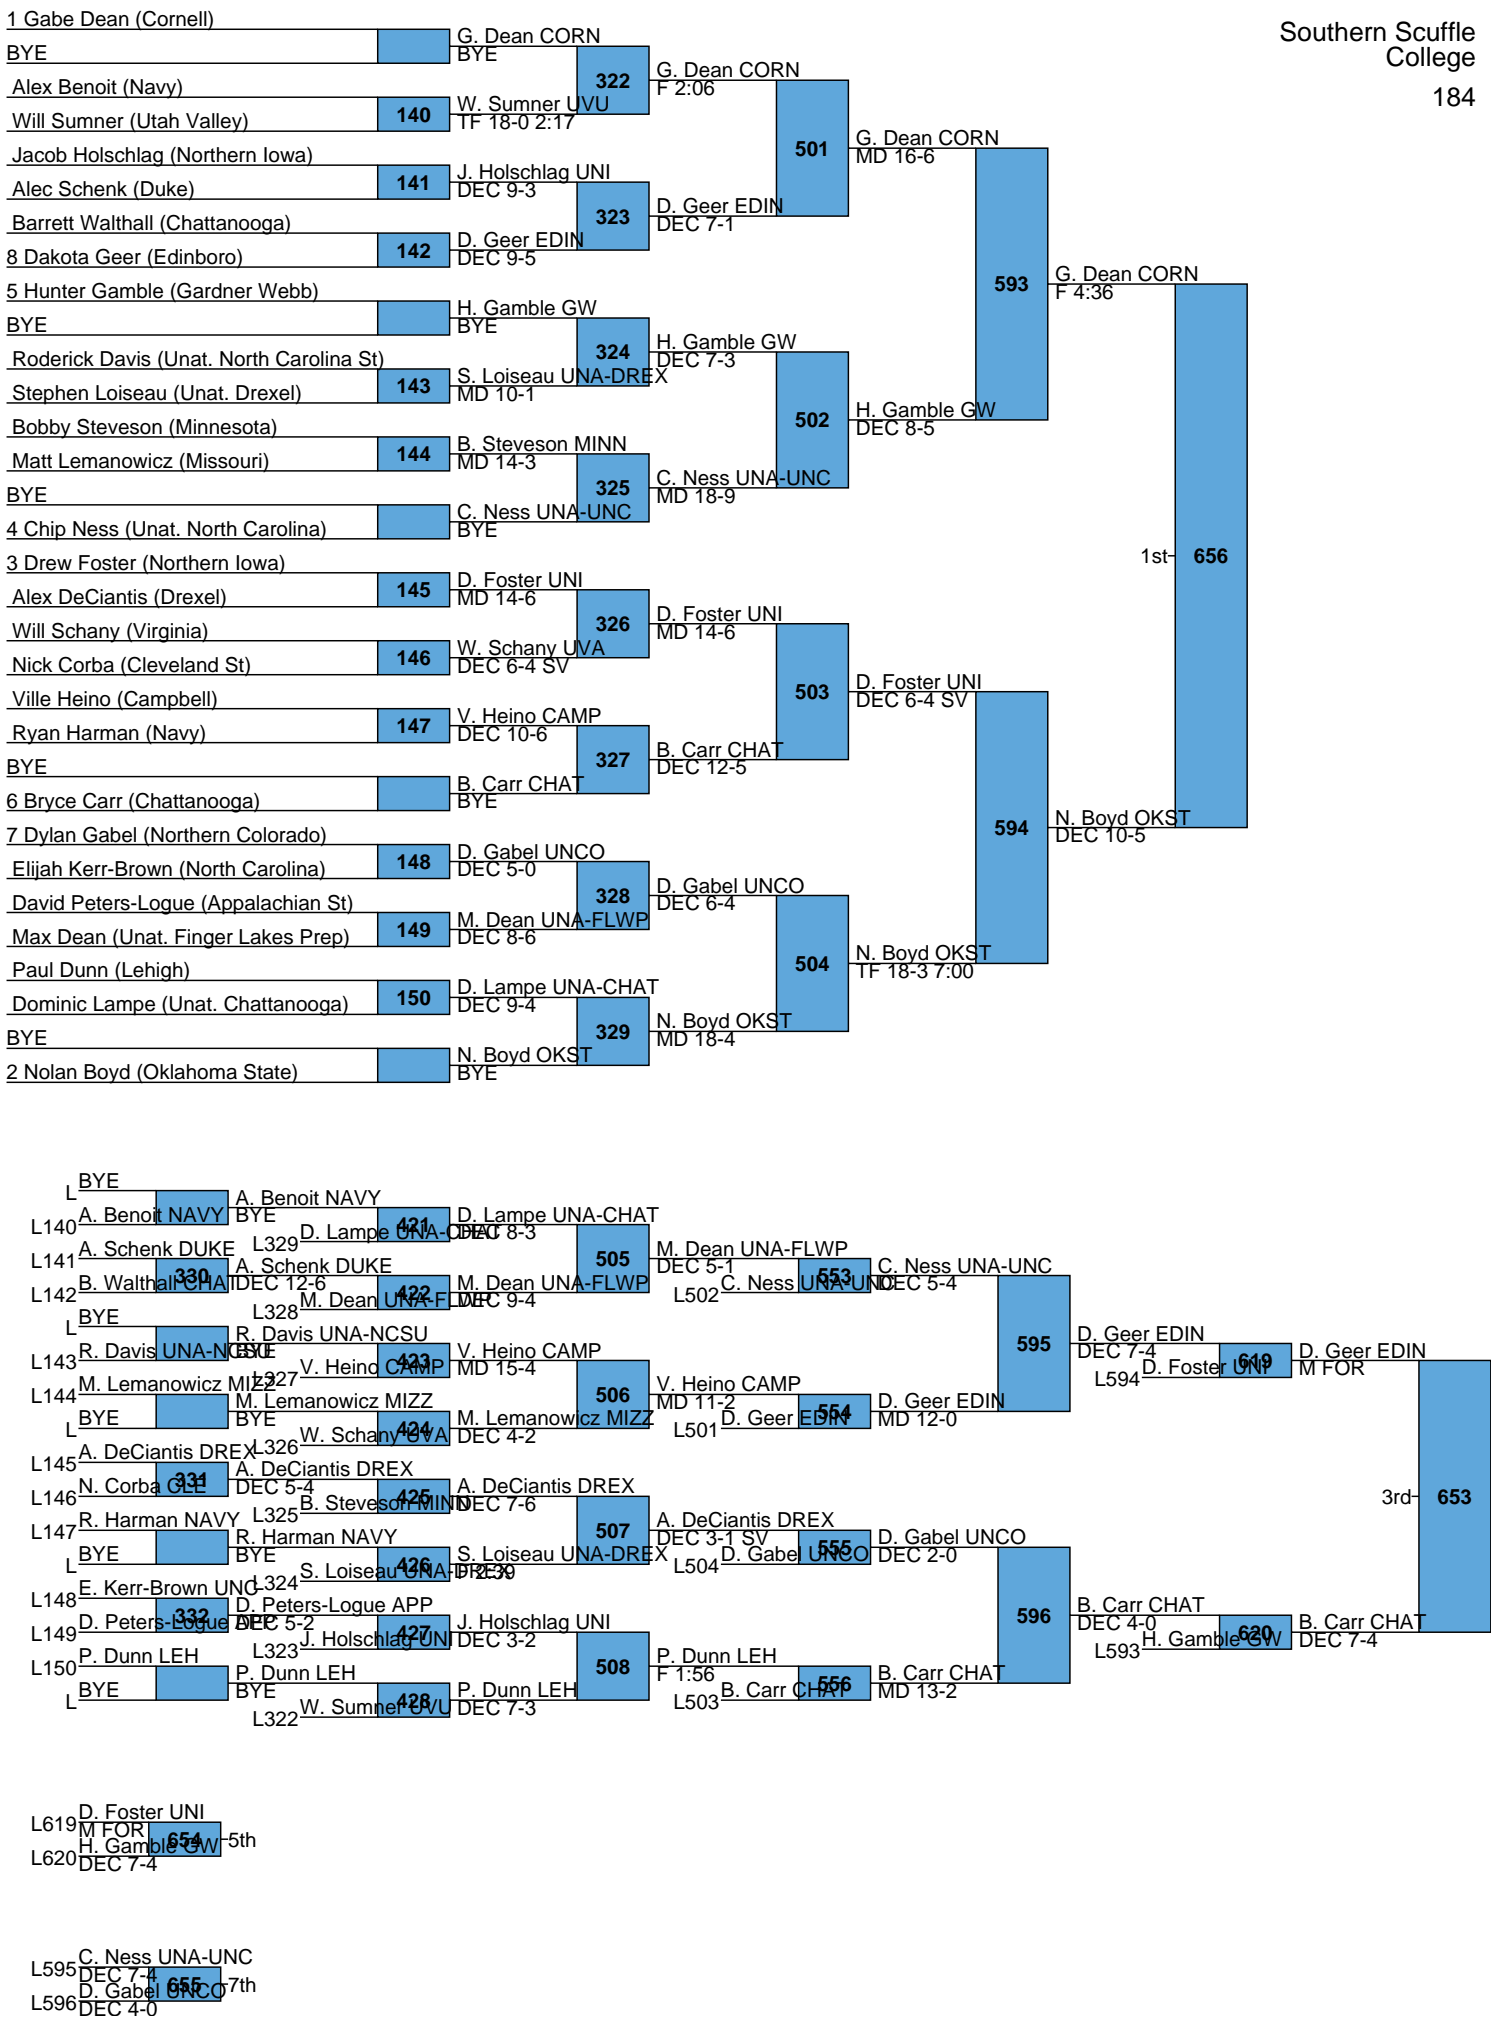 Southern Scuffle
College
184
1 Gabe Dean (Cornell)
BYE
Alex Benoit (Navy)
Will Sumner (Utah Valley)
Jacob Holschlag (Northern Iowa)
Alec Schenk (Duke)
Barrett Walthall (Chattanooga)
8 Dakota Geer (Edinboro)
5 Hunter Gamble (Gardner Webb)
BYE
Roderick Davis (Unat. North Carolina St)
Stephen Loiseau (Unat. Drexel)
Bobby Steveson (Minnesota)
Matt Lemanowicz (Missouri)
BYE
4 Chip Ness (Unat. North Carolina)
3 Drew Foster (Northern Iowa)
Alex DeCiantis (Drexel)
Will Schany (Virginia)
Nick Corba (Cleveland St)
Ville Heino (Campbell)
Ryan Harman (Navy)
BYE
6 Bryce Carr (Chattanooga)
7 Dylan Gabel (Northern Colorado)
Elijah Kerr-Brown (North Carolina)
David Peters-Logue (Appalachian St)
Max Dean (Unat. Finger Lakes Prep)
Paul Dunn (Lehigh)
Dominic Lampe (Unat. Chattanooga)
BYE
2 Nolan Boyd (Oklahoma State)
140
141
142
143
144
145
146
147
148
149
150
G. Dean CORN
BYE
W. Sumner UVU
TF 18-0 2:17
J. Holschlag UNI
DEC 9-3
D. Geer EDIN
DEC 9-5
H. Gamble GW
BYE
S. Loiseau UNA-DREX
MD 10-1
B. Steveson MINN
MD 14-3
C. Ness UNA-UNC
BYE
D. Foster UNI
MD 14-6
W. Schany UVA
DEC 6-4 SV
V. Heino CAMP
DEC 10-6
B. Carr CHAT
BYE
D. Gabel UNCO
DEC 5-0
M. Dean UNA-FLWP
DEC 8-6
D. Lampe UNA-CHAT
DEC 9-4
N. Boyd OKST
BYE
322
323
324
325
326
327
328
329
G. Dean CORN
F 2:06
D. Geer EDIN
DEC 7-1
H. Gamble GW
DEC 7-3
C. Ness UNA-UNC
MD 18-9
D. Foster UNI
MD 14-6
B. Carr CHAT
DEC 12-5
D. Gabel UNCO
DEC 6-4
N. Boyd OKST
MD 18-4
501
502
503
504
G. Dean CORN
MD 16-6
H. Gamble GW
DEC 8-5
D. Foster UNI
DEC 6-4 SV
N. Boyd OKST
TF 18-3 7:00
593
594
G. Dean CORN
F 4:36
N. Boyd OKST
DEC 10-5
1st
656
L
BYE
L140
A. Benoit NAVY
L141
A. Schenk DUKE
L142
B. Walthall CHAT
L
BYE
L143
R. Davis UNA-NCSU
L144
M. Lemanowicz MIZZ
L
BYE
L145
A. DeCiantis DREX
L146
N. Corba CLE
L147
R. Harman NAVY
L
BYE
L148
E. Kerr-Brown UNC
L149
D. Peters-Logue APP
L150
P. Dunn LEH
L
BYE
330
331
332
A. Benoit NAVY
BYE
L329
D. Lampe UNA-CHAT
A. Schenk DUKE
DEC 12-6
L328
M. Dean UNA-FLWP
R. Davis UNA-NCSU
BYE
L327
V. Heino CAMP
M. Lemanowicz MIZZ
BYE
L326
W. Schany UVA
A. DeCiantis DREX
DEC 5-4
L325
B. Steveson MINN
R. Harman NAVY
BYE
L324
S. Loiseau UNA-DREX
D. Peters-Logue APP
DEC 5-2
L323
J. Holschlag UNI
P. Dunn LEH
BYE
L322
W. Sumner UVU
421
422
423
424
425
426
427
428
D. Lampe UNA-CHAT
DEC 8-3
M. Dean UNA-FLWP
DEC 9-4
V. Heino CAMP
MD 15-4
M. Lemanowicz MIZZ
DEC 4-2
A. DeCiantis DREX
DEC 7-6
S. Loiseau UNA-DREX
F 2:39
J. Holschlag UNI
DEC 3-2
P. Dunn LEH
DEC 7-3
505
506
507
508
M. Dean UNA-FLWP
DEC 5-1
L502
C. Ness UNA-UNC
V. Heino CAMP
MD 11-2
L501
D. Geer EDIN
A. DeCiantis DREX
DEC 3-1 SV
L504
D. Gabel UNCO
P. Dunn LEH
F 1:56
L503
B. Carr CHAT
553
554
555
556
C. Ness UNA-UNC
DEC 5-4
D. Geer EDIN
MD 12-0
D. Gabel UNCO
DEC 2-0
B. Carr CHAT
MD 13-2
595
596
D. Geer EDIN
DEC 7-4
L594
D. Foster UNI
B. Carr CHAT
DEC 4-0
L593
H. Gamble GW
619
620
D. Geer EDIN
M FOR
B. Carr CHAT
DEC 7-4
3rd
653
L619
D. Foster UNI
M FOR
L620
H. Gamble GW
DEC 7-4
654
5th
L595
C. Ness UNA-UNC
DEC 7-4
L596
D. Gabel UNCO
DEC 4-0
655
7th